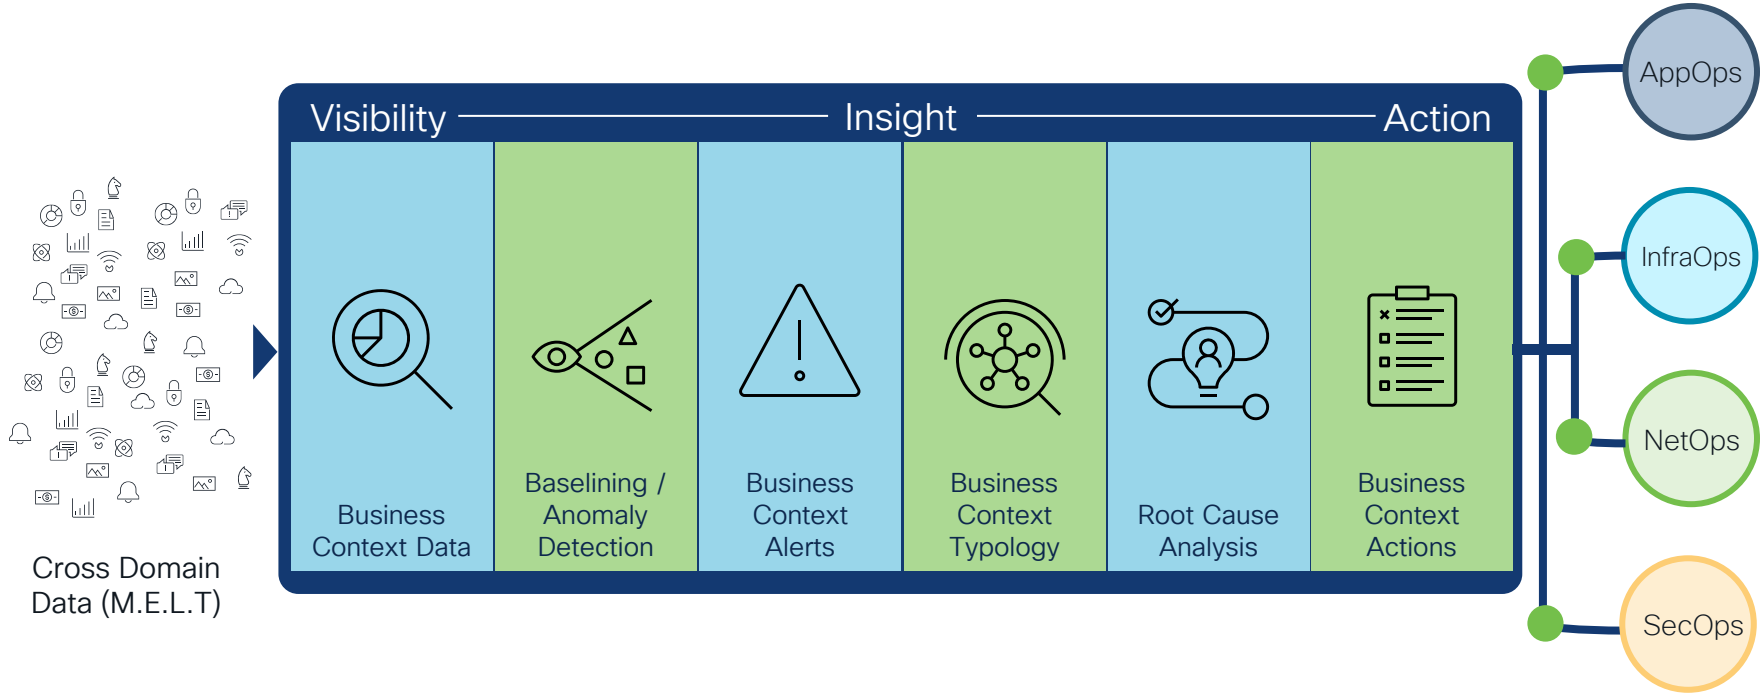 Visibility
Insight
Action
Cross Domain
Data (M.E.L.T)
Business
Context Data
Baselining /
Anomaly
Detection
Business
Context
Alerts
Business
Context
Typology
Root Cause
Analysis
Business
Context
Actions
AppOps
InfraOps
NetOps
SecOps